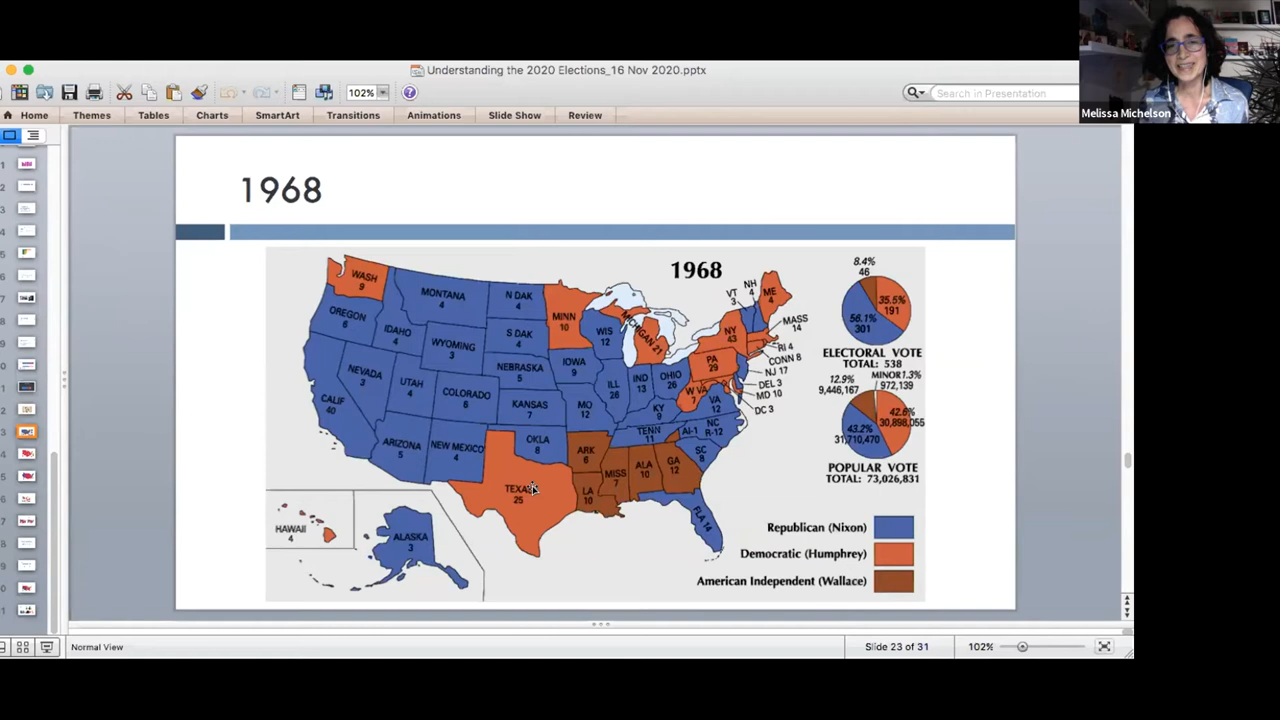 Melissa Michelson
Understanding the 2020 Elections_16 Nov 2020.pptx
102%
Search in Presentation
Home Themes Tables Charts SmartArt Transitions Animations Slide Show Review
1968
1968
WASH
9
OREGON
6
CALIF
40
NEVADA
3
IDAHO
4
MONTANA
4
WYOMING
3
UTAH
4
COLORADO
6
ARIZONA
5
NEW MEXICO
4
N DAK
4
S DAK
4
NEBRASKA
5
KANSAS
7
OKLA
8
TEXAS
25
MINN
10
IOWA
9
MO
12
ARK
6
LA
10
WIS
12
ILL
26
MICHIGAN 21
IND
13
OHIO
26
KY
9
TENN
11
MISS
7
ALA
10
GA
12
FLA 14
SC
8
AI-1
NC
R-12
VA
12
W VA
7
PA
29
NY
43
VT
3
NH
4
ME
4
MASS
14
RI 4
CONN 8
NJ 17
DEL 3
MD 10
DC 3
HAWAII
4
ALASKA
3
8.4%
46
35.5%
191
56.1%
301
ELECTORAL VOTE
TOTAL: 538
12.9%
9,446,167
MINOR 1.3%
972,139
42.6%
30,898,055
43.2%
31,710,470
POPULAR VOTE
TOTAL: 73,026,831
Republican (Nixon)
Democratic (Humphrey)
American Independent (Wallace)
Normal View
Slide 23 of 31
102%